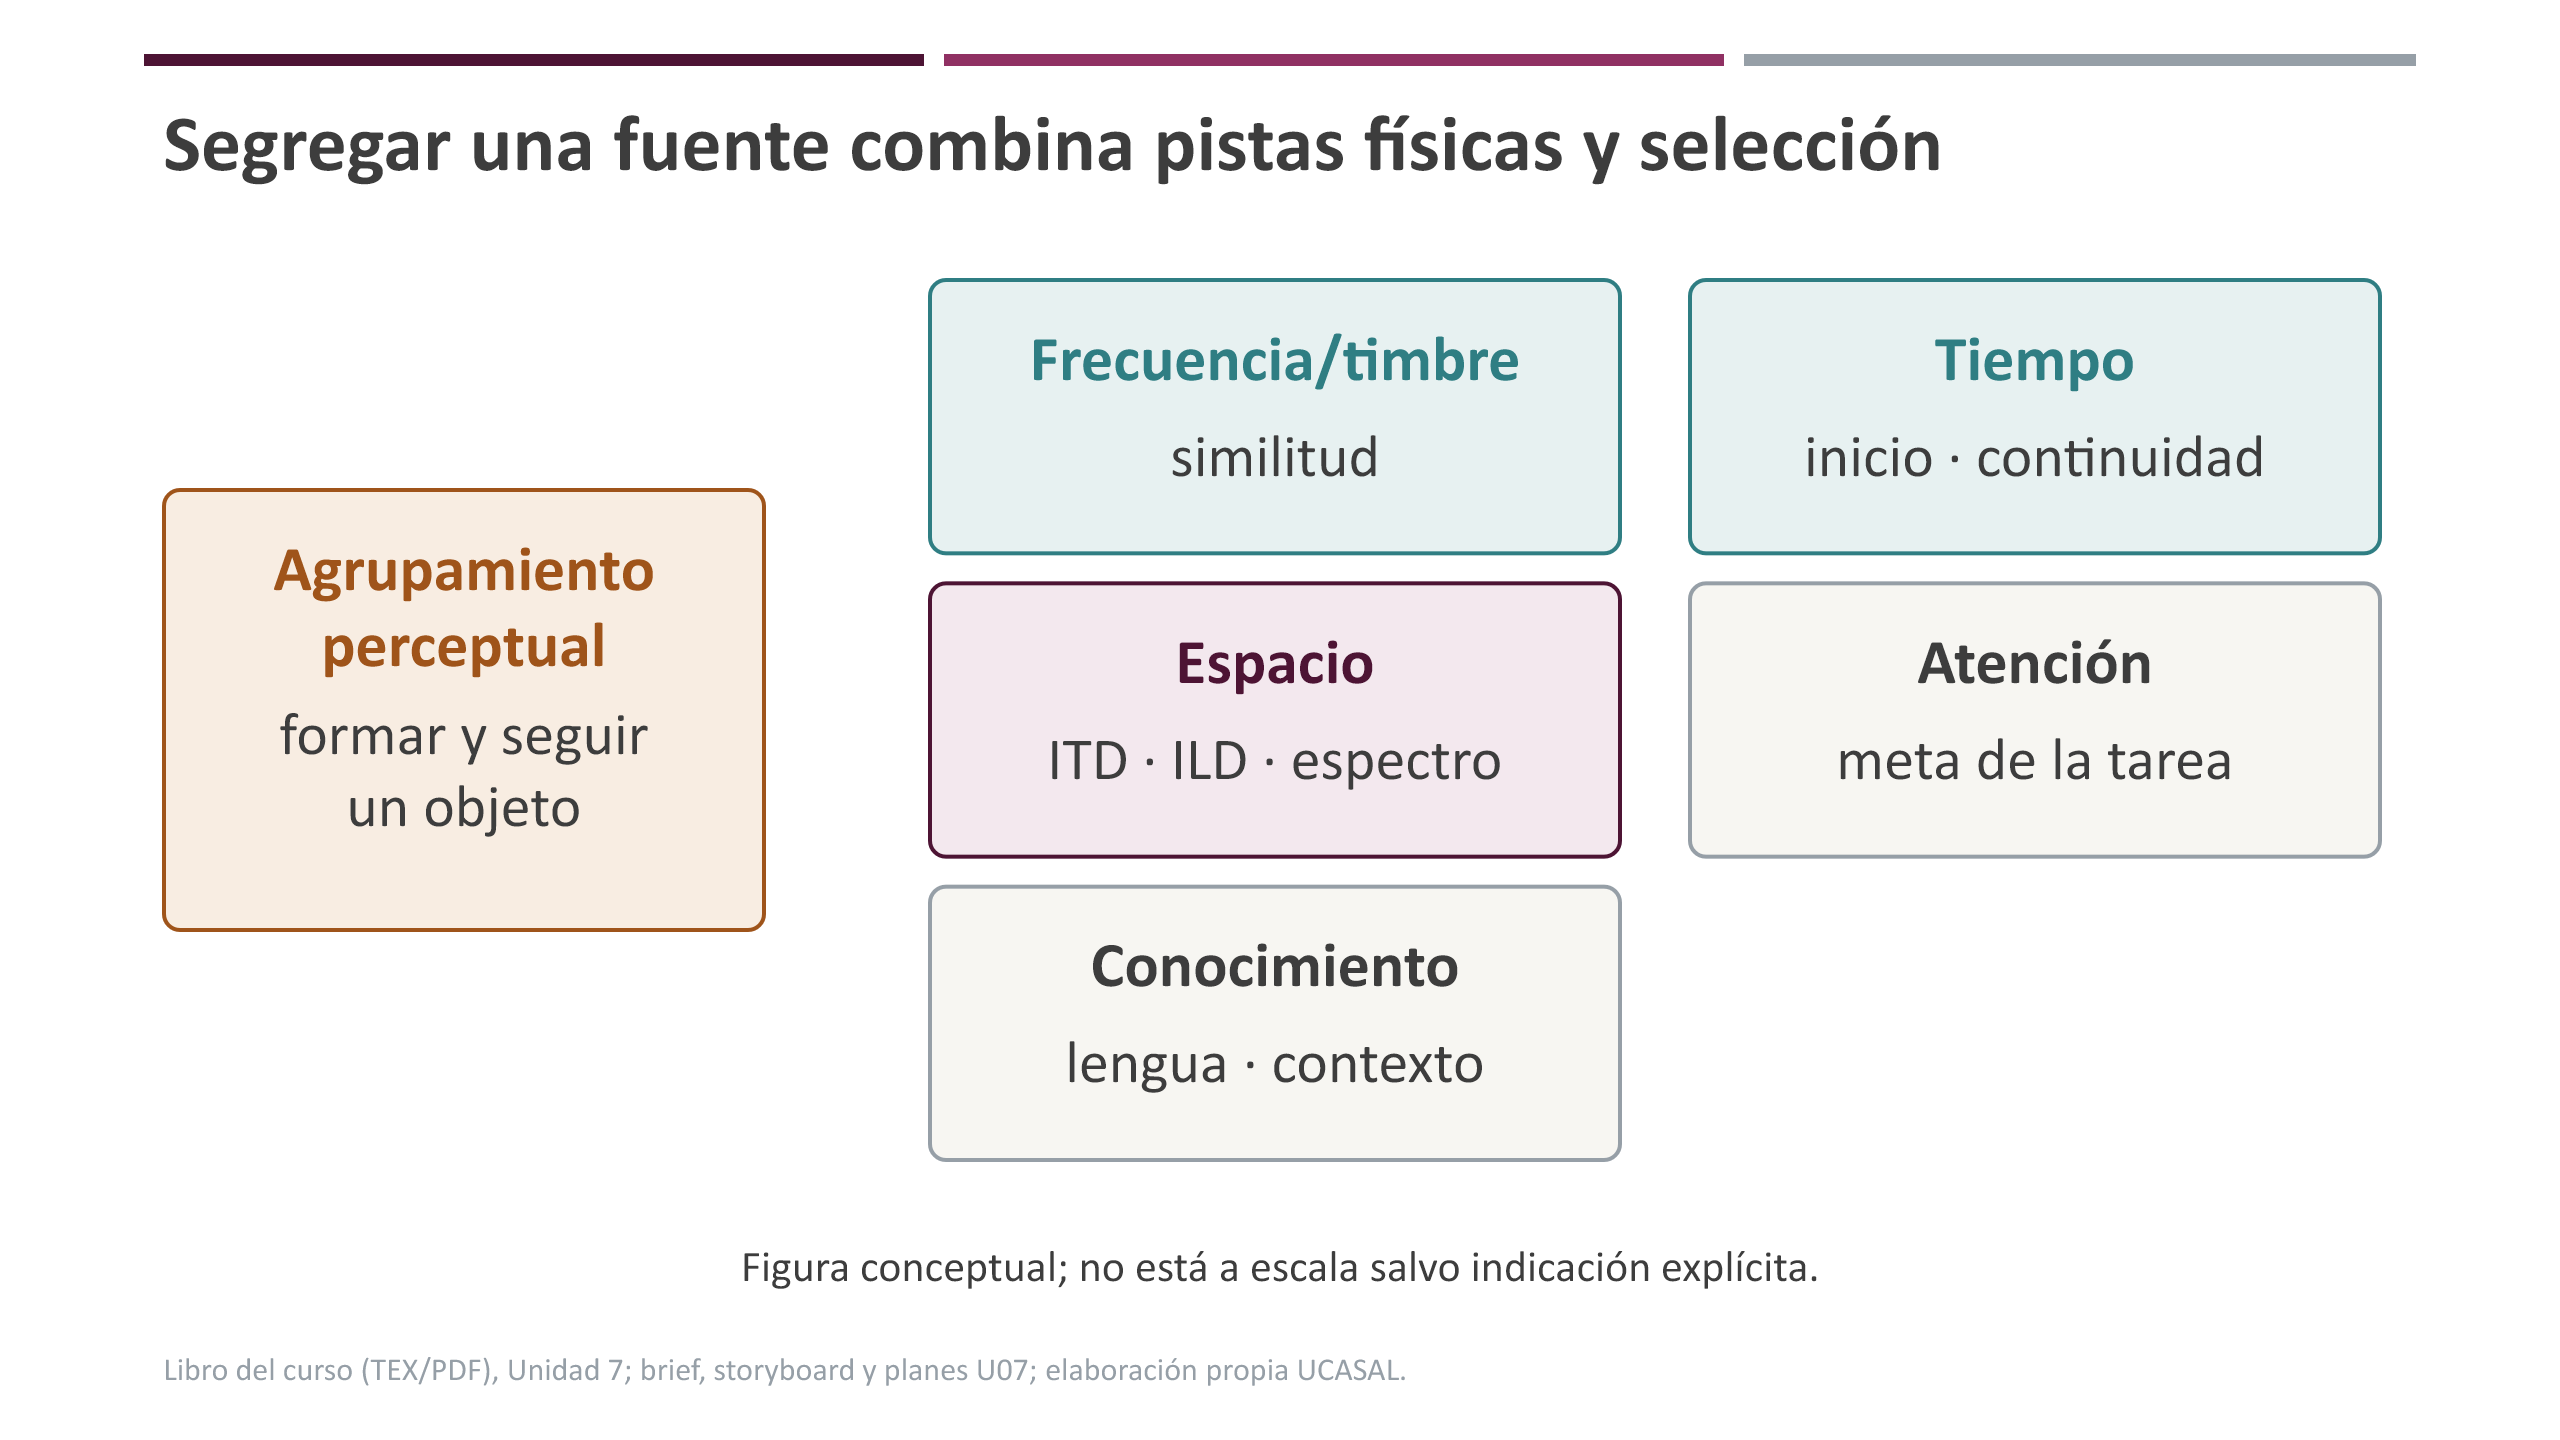 Segregar una fuente combina pistas físicas y selección
Agrupamiento
perceptual
formar y seguir
un objeto
Frecuencia/timbre
similitud
Tiempo
inicio · continuidad
Espacio
ITD · ILD · espectro
Atención
meta de la tarea
Conocimiento
lengua · contexto
Figura conceptual; no está a escala salvo indicación explícita.
Libro del curso (TEX/PDF), Unidad 7; brief, storyboard y planes U07; elaboración propia UCASAL.